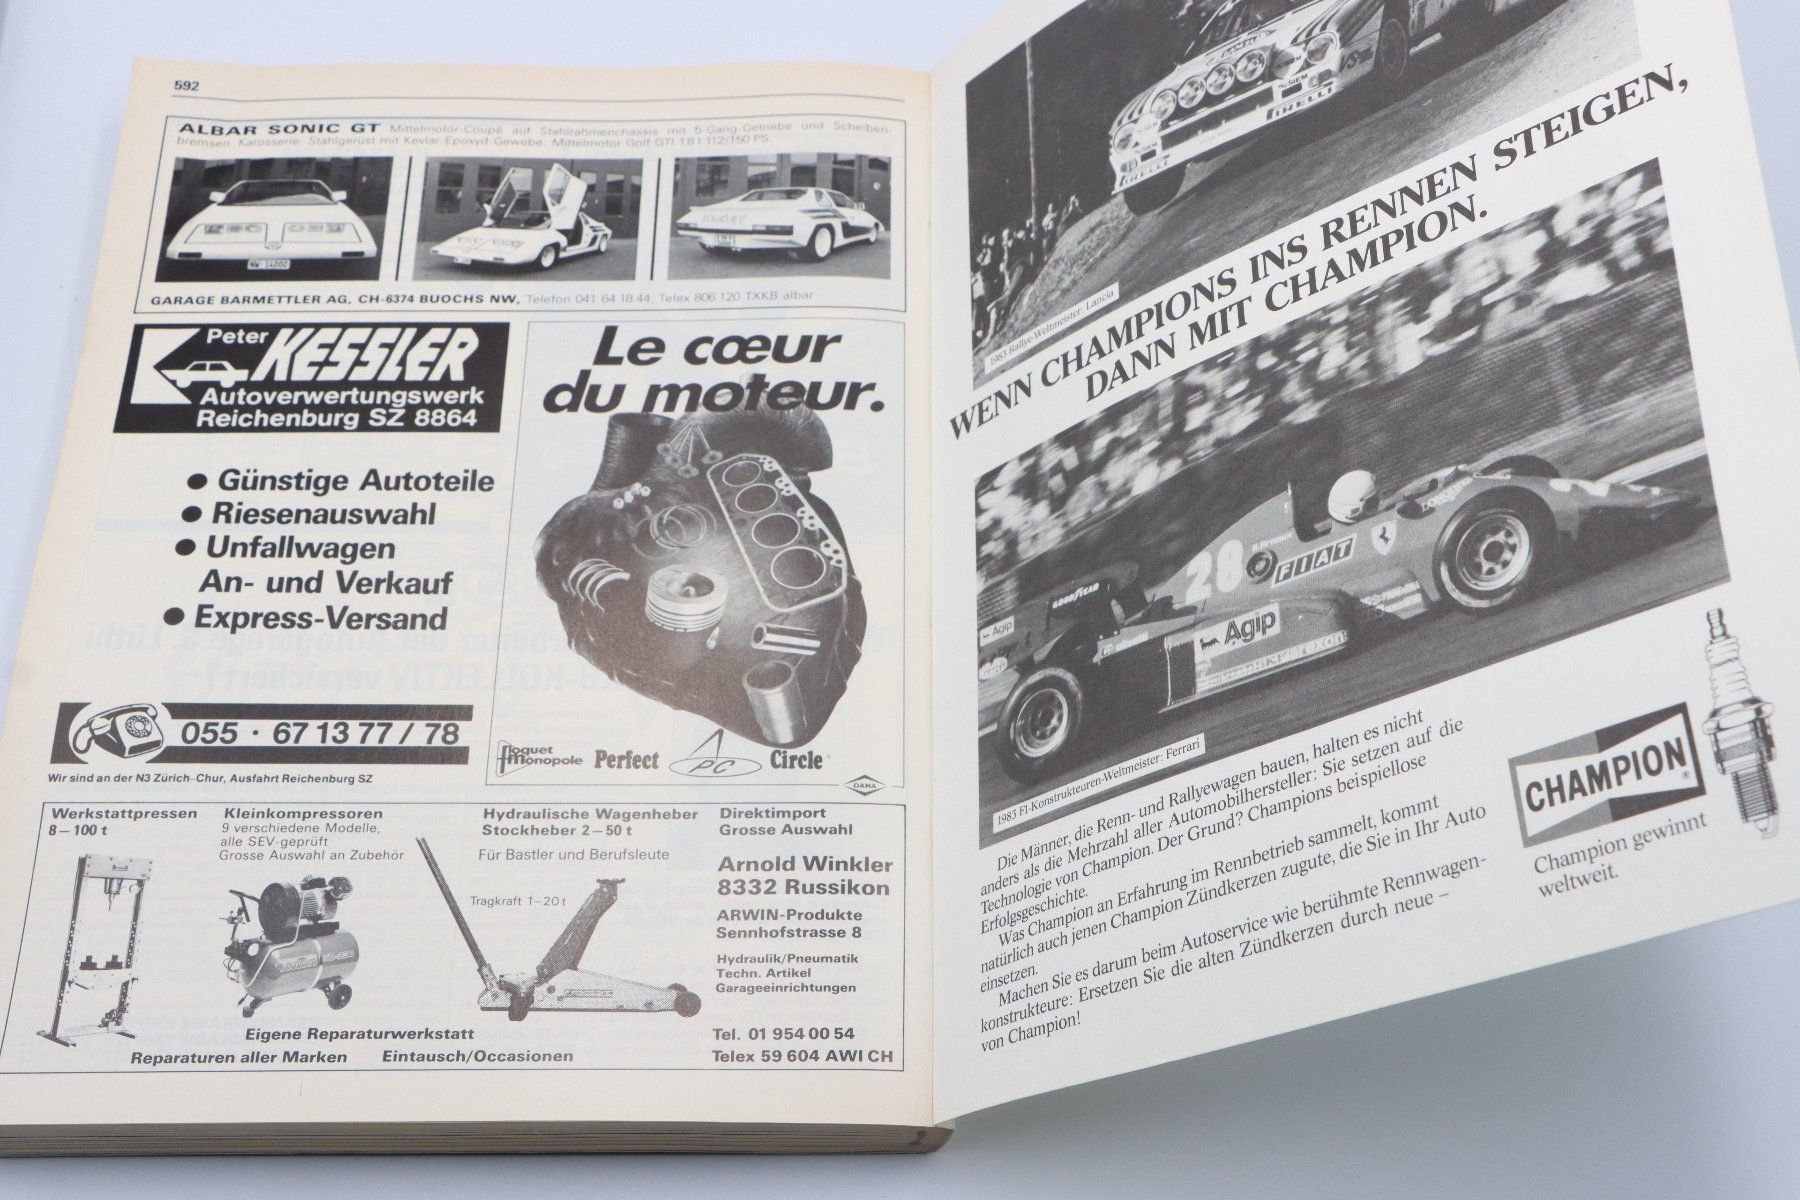 592
ALBAR SONIC GT Mittelmotor-Coupé auf Stahlrahmenchassis mit 5-Gang-Getriebe und Scheiben-
bremsen. Karosserie: Stahlgerüst mit Kevlar-Epoxyd-Gewebe; Mittelmotor Golf GTI 1,8 l 112/150 PS
NW·14000
GARAGE BARMETTLER AG, CH-6374 BUOCHS NW, Telefon 041 64 18 44 Telex 806 120 TXKB albar
Peter KESSLER
Autoverwertungswerk
Reichenburg SZ 8864
● Günstige Autoteile
● Riesenauswahl
● Unfallwagen
An- und Verkauf
● Express-Versand
055 · 67 13 77 / 78
Wir sind an der N3 Zürich-Chur, Ausfahrt Reichenburg SZ
Le cœur
du moteur.
floquet
monopole
Perfect
APC
Circle
DANA
Werkstattpressen
8–100 t
Kleinkompressoren
9 verschiedene Modelle,
alle SEV-geprüft
Grosse Auswahl an Zubehör
Hydraulische Wagenheber
Stockheber 2–50 t
Für Bastler und Berufsleute
Tragkraft 1–20 t
Direktimport
Grosse Auswahl
Arnold Winkler
8332 Russikon
ARWIN-Produkte
Sennhofstrasse 8
Hydraulik/Pneumatik
Techn. Artikel
Garageeinrichtungen
Eigene Reparaturwerkstatt
Reparaturen aller Marken Eintausch/Occasionen
Tel. 01 954 00 54
Telex 59 604 AWI CH
SIEM
SIEM
PIRELLI
PIRELLI
1983 Rallye-Weltmeister: Lancia
WENN CHAMPIONS INS RENNEN STEIGEN,
DANN MIT CHAMPION.
28
FIAT
GOODYEAR
Agip
Agip
1983 F1-Konstrukteuren-Weltmeister: Ferrari
Die Männer, die Renn- und Rallyewagen bauen, halten es nicht
anders als die Mehrzahl aller Automobilhersteller: Sie setzen auf die
Technologie von Champion. Der Grund? Champions beispiellose
Erfolgsgeschichte.
Was Champion an Erfahrung im Rennbetrieb sammelt, kommt
natürlich auch jenen Champion Zündkerzen zugute, die Sie in Ihr Auto
einsetzen.
Machen Sie es darum beim Autoservice wie berühmte Rennwagen-
konstrukteure: Ersetzen Sie die alten Zündkerzen durch neue –
von Champion!
CHAMPION®
Champion gewinnt
weltweit.